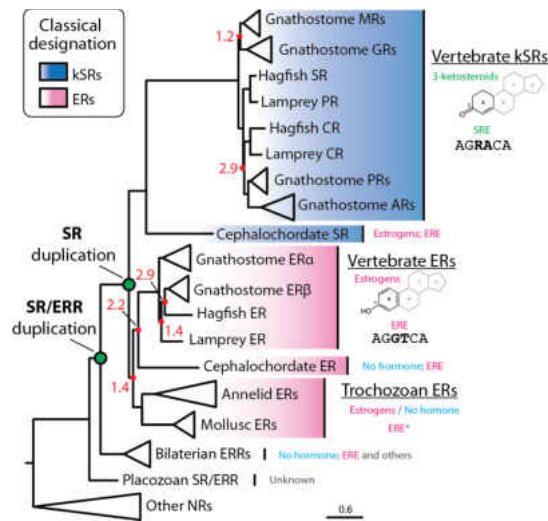 Classical
designation
kSRs
ERs
1.2
Gnathostome MRs
Gnathostome GRs
Hagfish SR
Lamprey PR
Hagfish CR
Lamprey CR
2.9
Gnathostome PRs
Gnathostome ARs
Vertebrate kSRs
3-ketosteroids
SRE
AGRACA
Cephalochordate SR
Estrogens; ERE
SR
duplication
SR/ERR
duplication
2.9
2.2
1.4
1.4
Gnathostome ERα
Gnathostome ERβ
Hagfish ER
Lamprey ER
Vertebrate ERs
Estrogens
HO
ERE
AGGTCA
Cephalochordate ER
No hormone; ERE
Annelid ERs
Mollusc ERs
Trochozoan ERs
Estrogens / No hormone
ERE*
Bilaterian ERRs
No hormone; ERE and others
Placozoan SR/ERR
Unknown
Other NRs
0.6